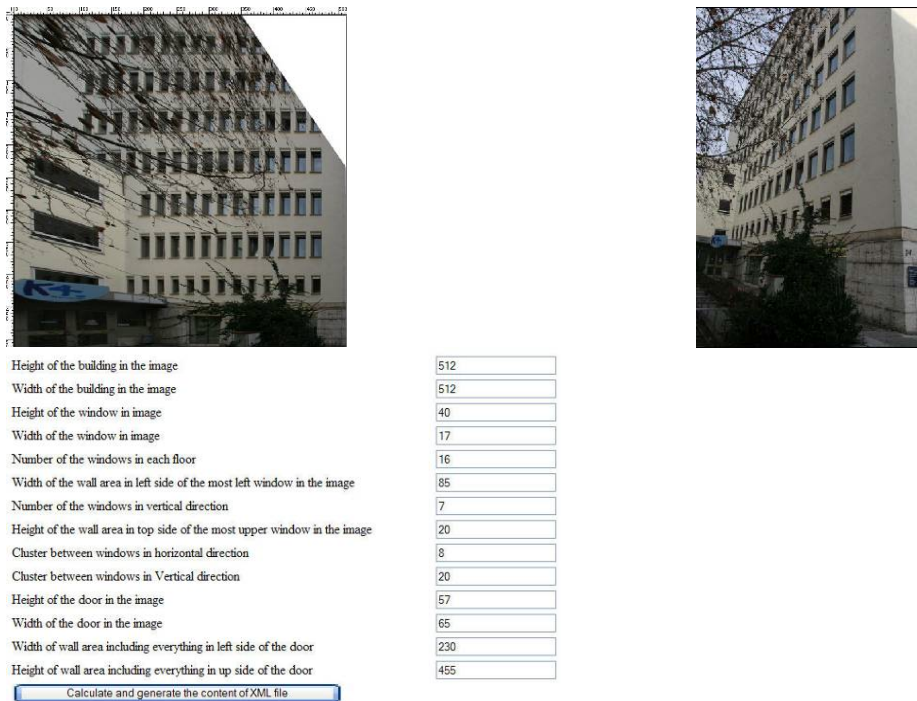 K4
24
Height of the building in the image 512
Width of the building in the image 512
Height of the window in image 40
Width of the window in image 17
Number of the windows in each floor 16
Width of the wall area in left side of the most left window in the image 85
Number of the windows in vertical direction 7
Height of the wall area in top side of the most upper window in the image 20
Cluster between windows in horizontal direction 8
Cluster between windows in Vertical direction 20
Height of the door in the image 57
Width of the door in the image 65
Width of wall area including everything in left side of the door 230
Height of wall area including everything in up side of the door 455
Calculate and generate the content of XML file